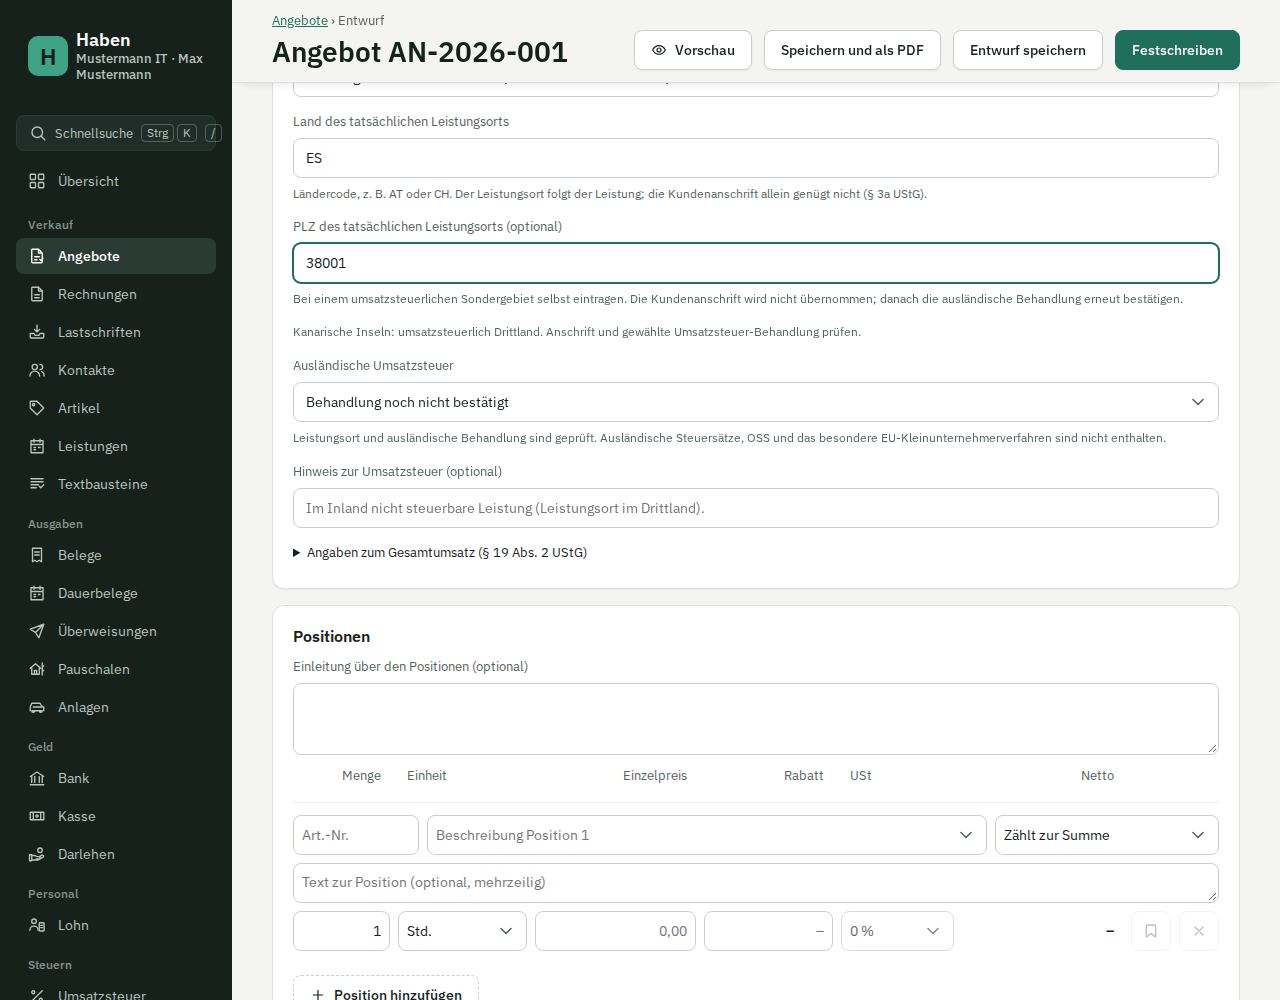 H
Haben
Mustermann IT · Max
Mustermann
Schnellsuche Strg K /
Übersicht
Verkauf
Angebote
Rechnungen
Lastschriften
Kontakte
Artikel
Leistungen
Textbausteine
Ausgaben
Belege
Dauerbelege
Überweisungen
Pauschalen
Anlagen
Geld
Bank
Kasse
Darlehen
Personal
Lohn
Steuern
Umsatzsteuer
Angebote › Entwurf
Angebot AN-2026-001
Vorschau
Speichern und als PDF
Entwurf speichern
Festschreiben
Land des tatsächlichen Leistungsorts
ES
Ländercode, z. B. AT oder CH. Der Leistungsort folgt der Leistung; die Kundenanschrift allein genügt nicht (§ 3a UStG).
PLZ des tatsächlichen Leistungsorts (optional)
38001
Bei einem umsatzsteuerlichen Sondergebiet selbst eintragen. Die Kundenanschrift wird nicht übernommen; danach die ausländische Behandlung erneut bestätigen.
Kanarische Inseln: umsatzsteuerlich Drittland. Anschrift und gewählte Umsatzsteuer-Behandlung prüfen.
Ausländische Umsatzsteuer
Behandlung noch nicht bestätigt
Leistungsort und ausländische Behandlung sind geprüft. Ausländische Steuersätze, OSS und das besondere EU-Kleinunternehmerverfahren sind nicht enthalten.
Hinweis zur Umsatzsteuer (optional)
Im Inland nicht steuerbare Leistung (Leistungsort im Drittland).
Angaben zum Gesamtumsatz (§ 19 Abs. 2 UStG)
Positionen
Einleitung über den Positionen (optional)
Menge Einheit Einzelpreis Rabatt USt Netto
Art.-Nr. Beschreibung Position 1 Zählt zur Summe
Text zur Position (optional, mehrzeilig)
1 Std. 0,00 – 0 % –
Position hinzufügen